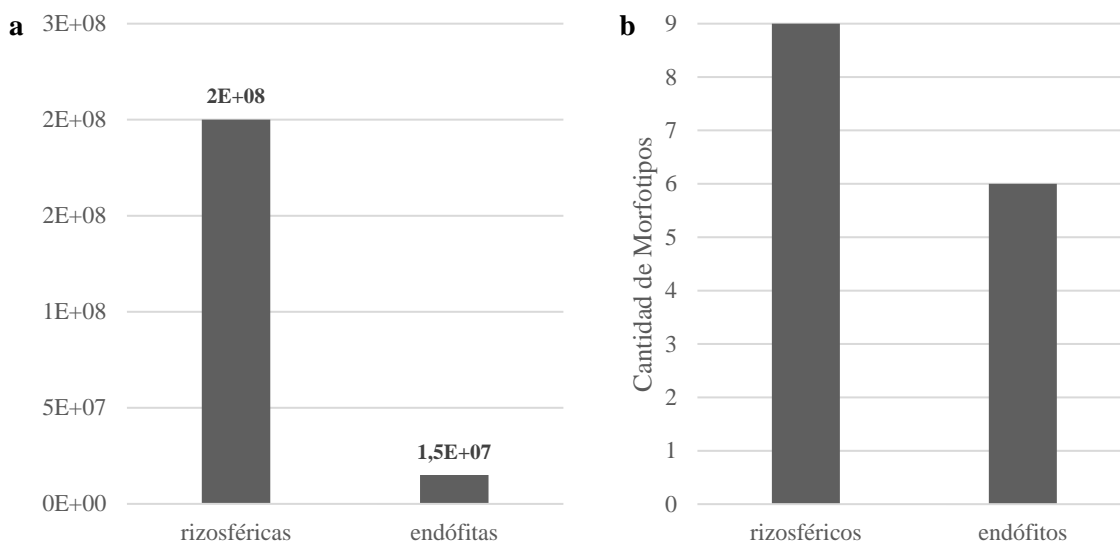 a
3E+08
2E+08
2E+08
1E+08
5E+07
0E+00
2E+08
1,5E+07
rizosféricas
endófitas
b
Cantidad de Morfotipos
9
8
7
6
5
4
3
2
1
0
rizosféricos
endófitos